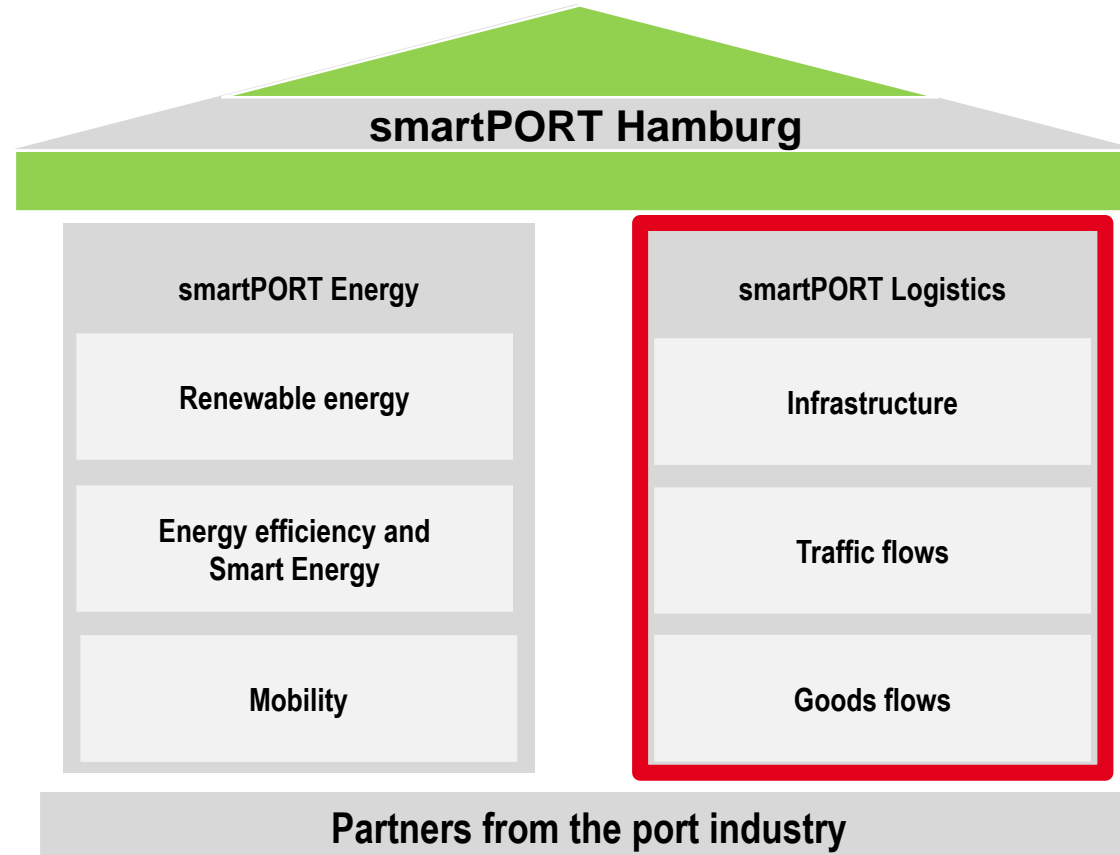 smartPORT Hamburg
smartPORT Energy
Renewable energy
Energy efficiency and
Smart Energy
Mobility
smartPORT Logistics
Infrastructure
Traffic flows
Goods flows
Partners from the port industry